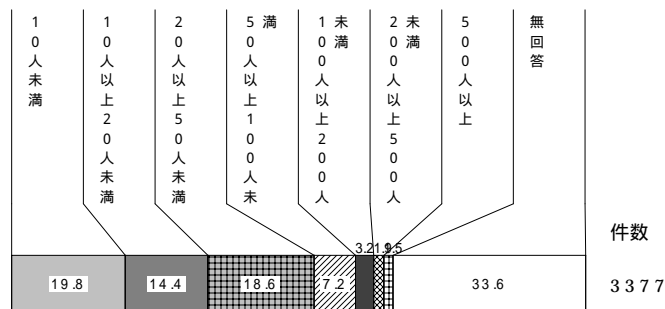 10人未満
10人以上20人未満
20人以上50人未満
50人以上100人未
満
100人以上200人
未満
200人以上500人
未満
500人以上
無回答
件数
3.2
19.8
14.4
18.6
7.2
33.6
3377